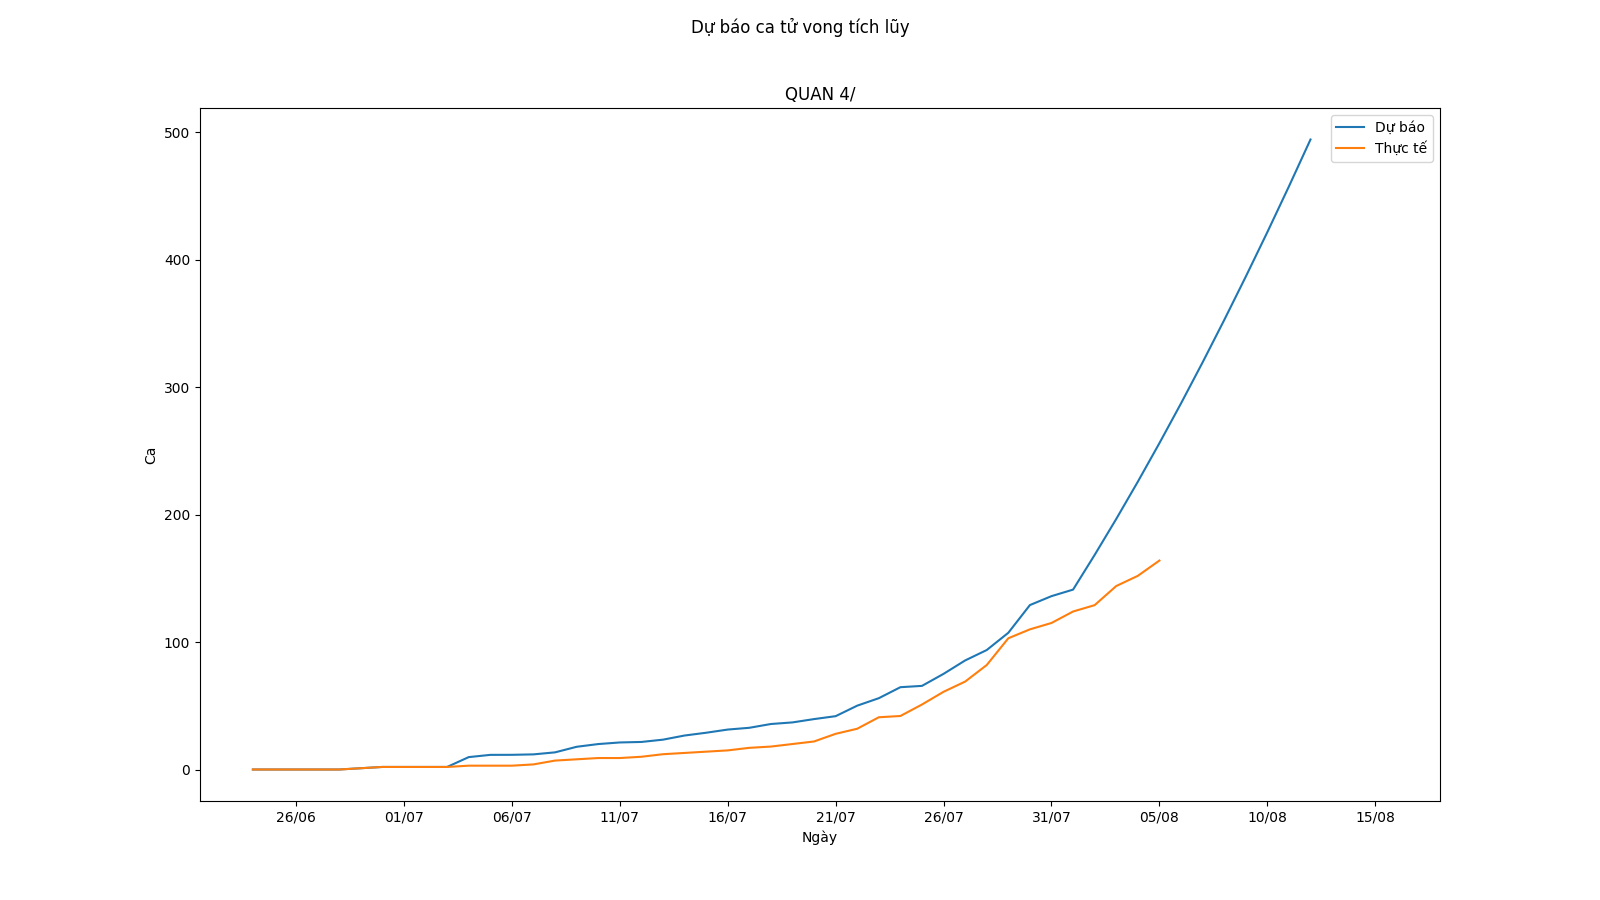 Dự báo ca tử vong tích lũy
QUAN 4/
Dự báo
Thực tế
500
400
300
200
100
0
Ca
26/06 01/07 06/07 11/07 16/07 21/07 26/07 31/07 05/08 10/08 15/08
Ngày